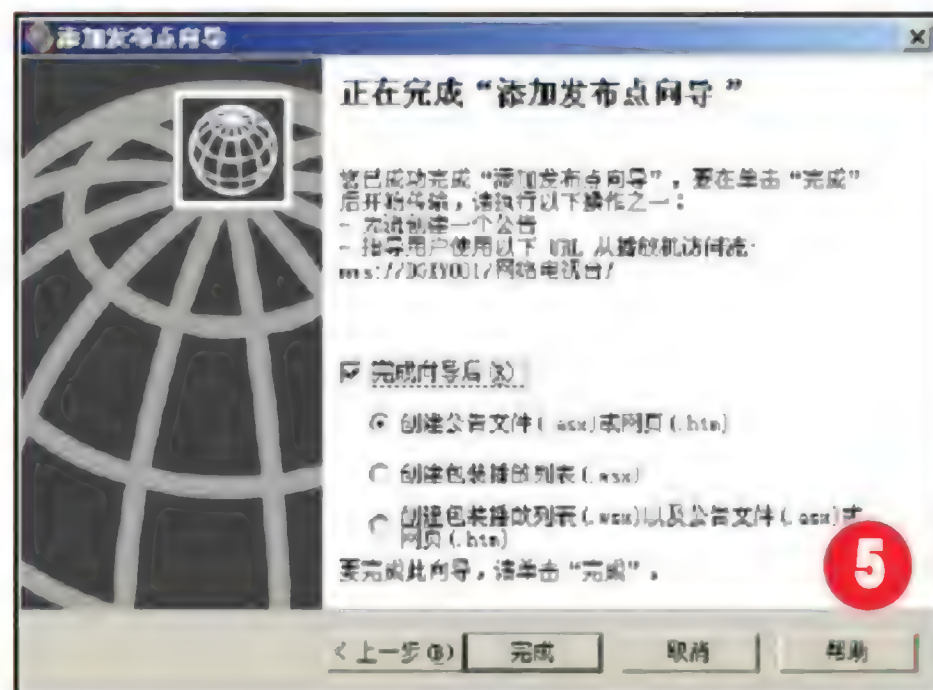 添加发布点向导
正在完成“添加发布点向导”
您已成功完成“添加发布点向导”，要在单击“完成”
后开始传输，请执行以下操作之一：
- 先创建一个公告
- 指导用户使用以下 URL 从播放机访问流:
网络电视台/
完成向导后(X)
创建公告文件(.asx)或网页(.htm)
创建包装播放列表(.wsx)
创建包装播放列表(.wsx)以及公告文件(.asx)或
网页(.htm)
要完成此向导，请单击“完成”。
5
< 上一步(B)
完成
取消
帮助